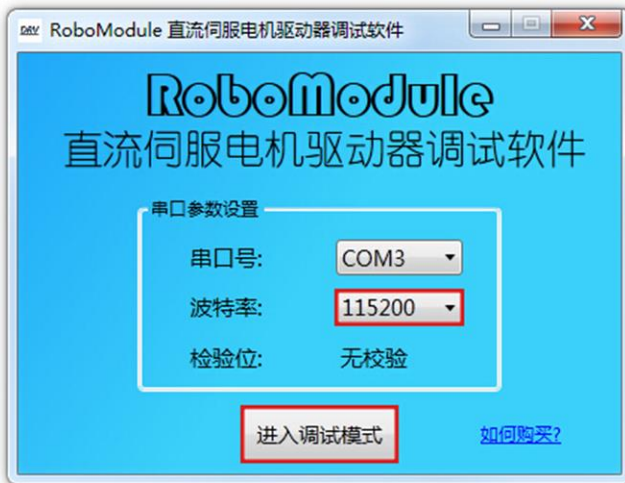 DRV RoboModule 直流伺服电机驱动器调试软件
RoboModule
直流伺服电机驱动器调试软件
串口参数设置
串口号: COM3
波特率: 115200
检验位: 无校验
进入调试模式 如何购买?